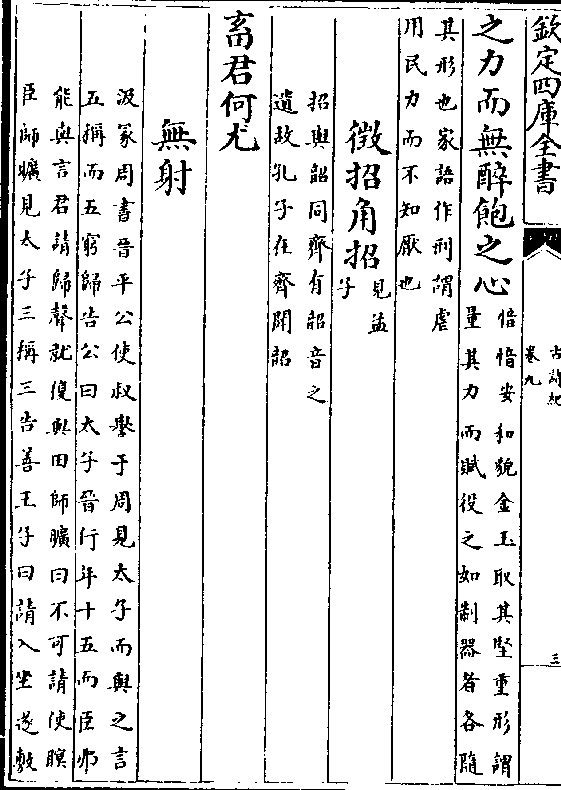 欽定四庫全書
古詩紀
卷九
三
之力而無醉飽之心
愔愔安和貌金玉取其堅重形謂
量其力而賦役之如制器者各隨
其形也家語作刑謂虐
用民力而不知厭也
徵招角招
見孟
子
招與韶同齊有韶音之
遺故孔子在齊聞韶
畜君何尤
無射
汲冢周書晉平公使叔譽于周見太子而與之言
五稱而五窮歸告公曰太子晉行年十五而臣弗
能與言君請歸聲就復與田師曠曰不可請使瞑
臣師曠見太子三稱三告善王子曰請入坐遂敷